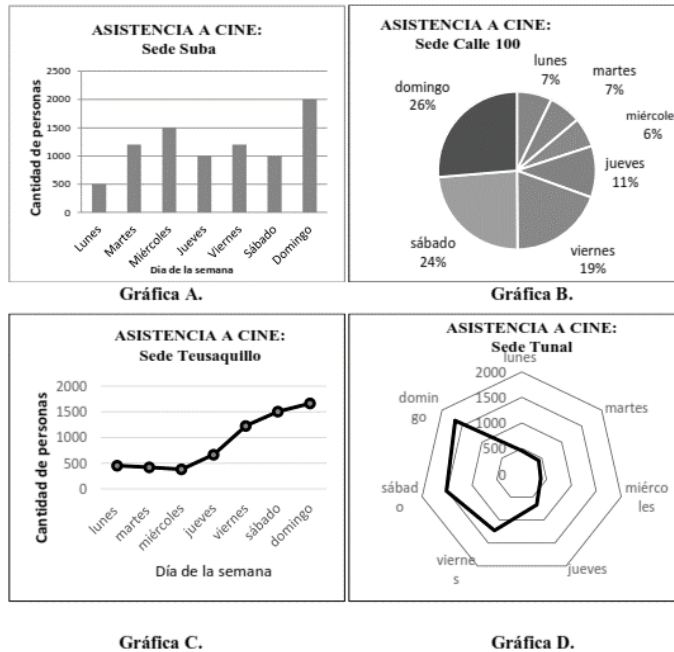 ASISTENCIA A CINE:
Sede Suba
Cantidad de personas
2500
2000
1500
1000
500
0
Lunes
Martes
Miércoles
Jueves
Viernes
Sábado
Domingo
Día de la semana
Gráfica A.
ASISTENCIA A CINE:
Sede Calle 100
lunes
7%
martes
7%
miércole
6%
jueves
11%
viernes
19%
sábado
24%
domingo
26%
Gráfica B.
ASISTENCIA A CINE:
Sede Teusaquillo
Cantidad de personas
2000
1500
1000
500
0
lunes
martes
miércoles
jueves
viernes
sábado
domingo
Día de la semana
Gráfica C.
ASISTENCIA A CINE:
Sede Tunal
lunes
2000
1500
1000
500
0
martes
miérco
les
jueves
vierne
s
sábad
o
domin
go
Gráfica D.